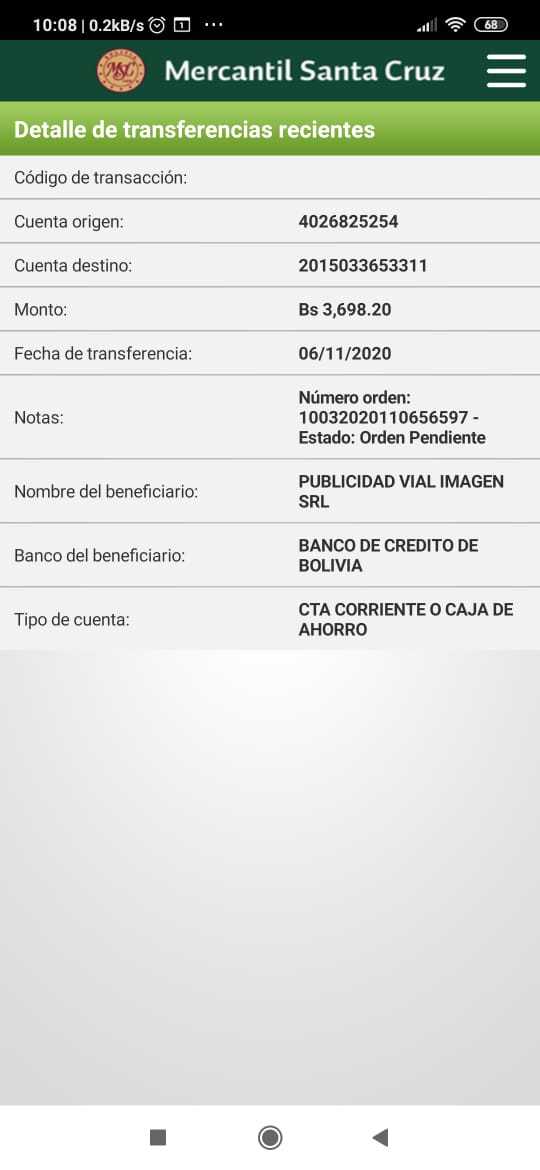 10:08 | 0.2kB/s 1 ... 68
MSC Mercantil Santa Cruz
Detalle de transferencias recientes
Código de transacción:
Cuenta origen: 4026825254
Cuenta destino: 2015033653311
Monto: Bs 3,698.20
Fecha de transferencia: 06/11/2020
Notas: Número orden:
10032020110656597 -
Estado: Orden Pendiente
Nombre del beneficiario: PUBLICIDAD VIAL IMAGEN
SRL
Banco del beneficiario: BANCO DE CREDITO DE
BOLIVIA
Tipo de cuenta: CTA CORRIENTE O CAJA DE
AHORRO